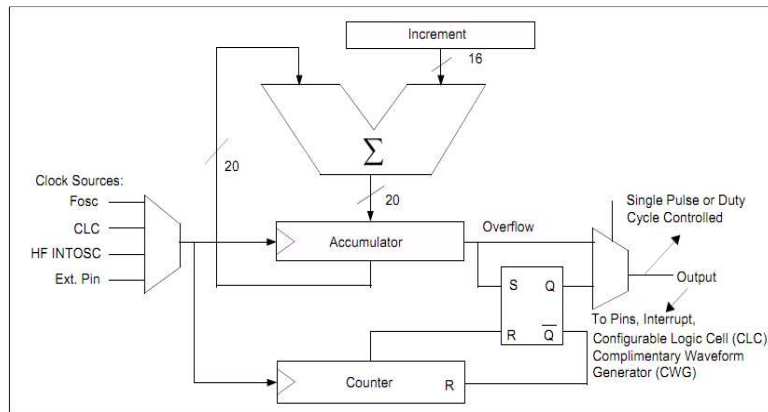 Increment
16
Σ
20
20
Clock Sources:
Fosc
CLC
HF INTOSC
Ext. Pin
Accumulator
Overflow
Single Pulse or Duty
Cycle Controlled
Output
S Q
R Q̅
To Pins, Interrupt,
Configurable Logic Cell (CLC)
Complimentary Waveform
Generator (CWG)
Counter
R